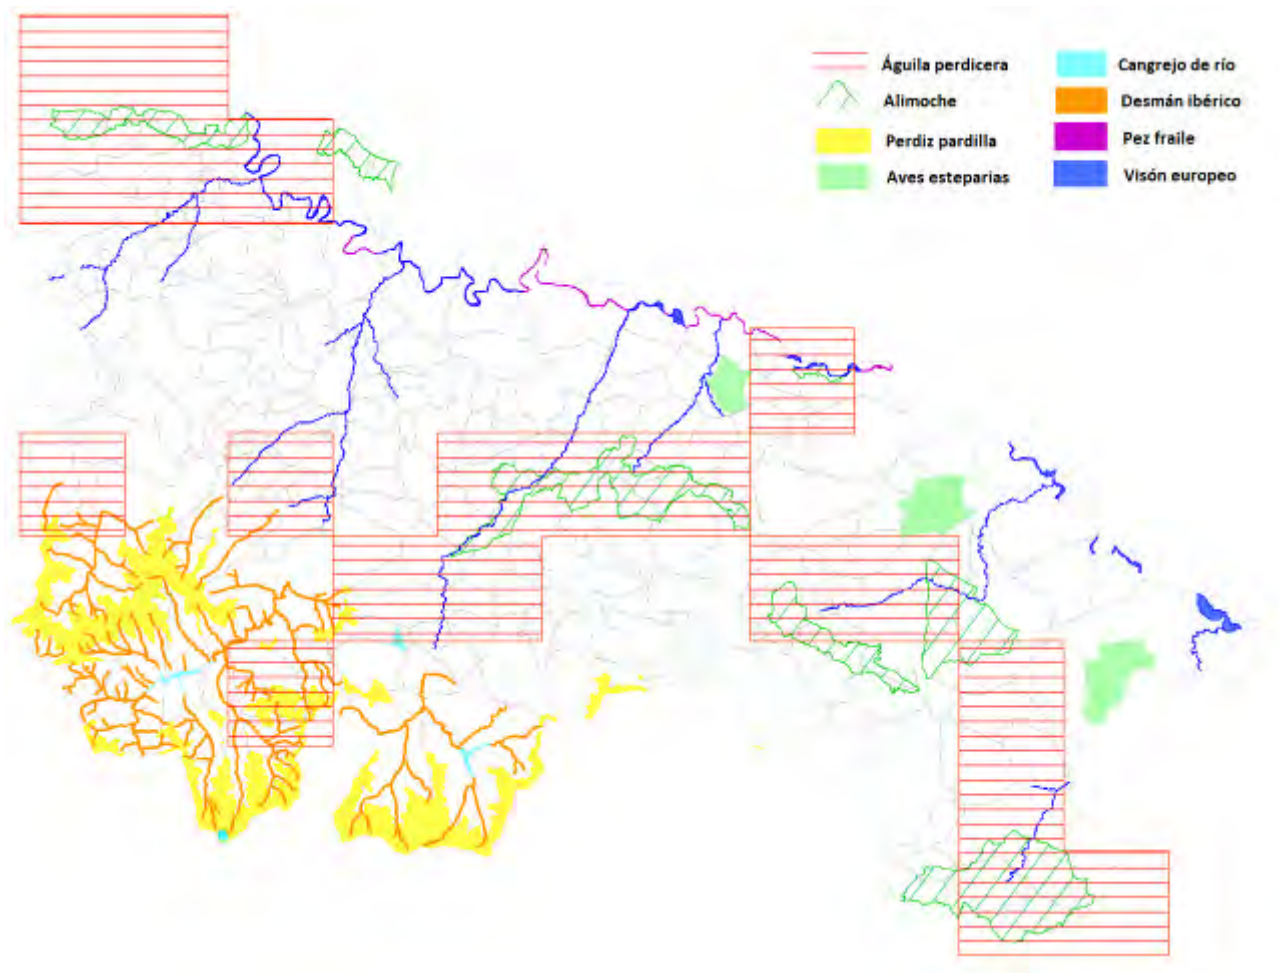 Águila perdicera
Alimoche
Perdiz pardilla
Aves esteparias
Cangrejo de río
Desmán ibérico
Pez fraile
Visón europeo